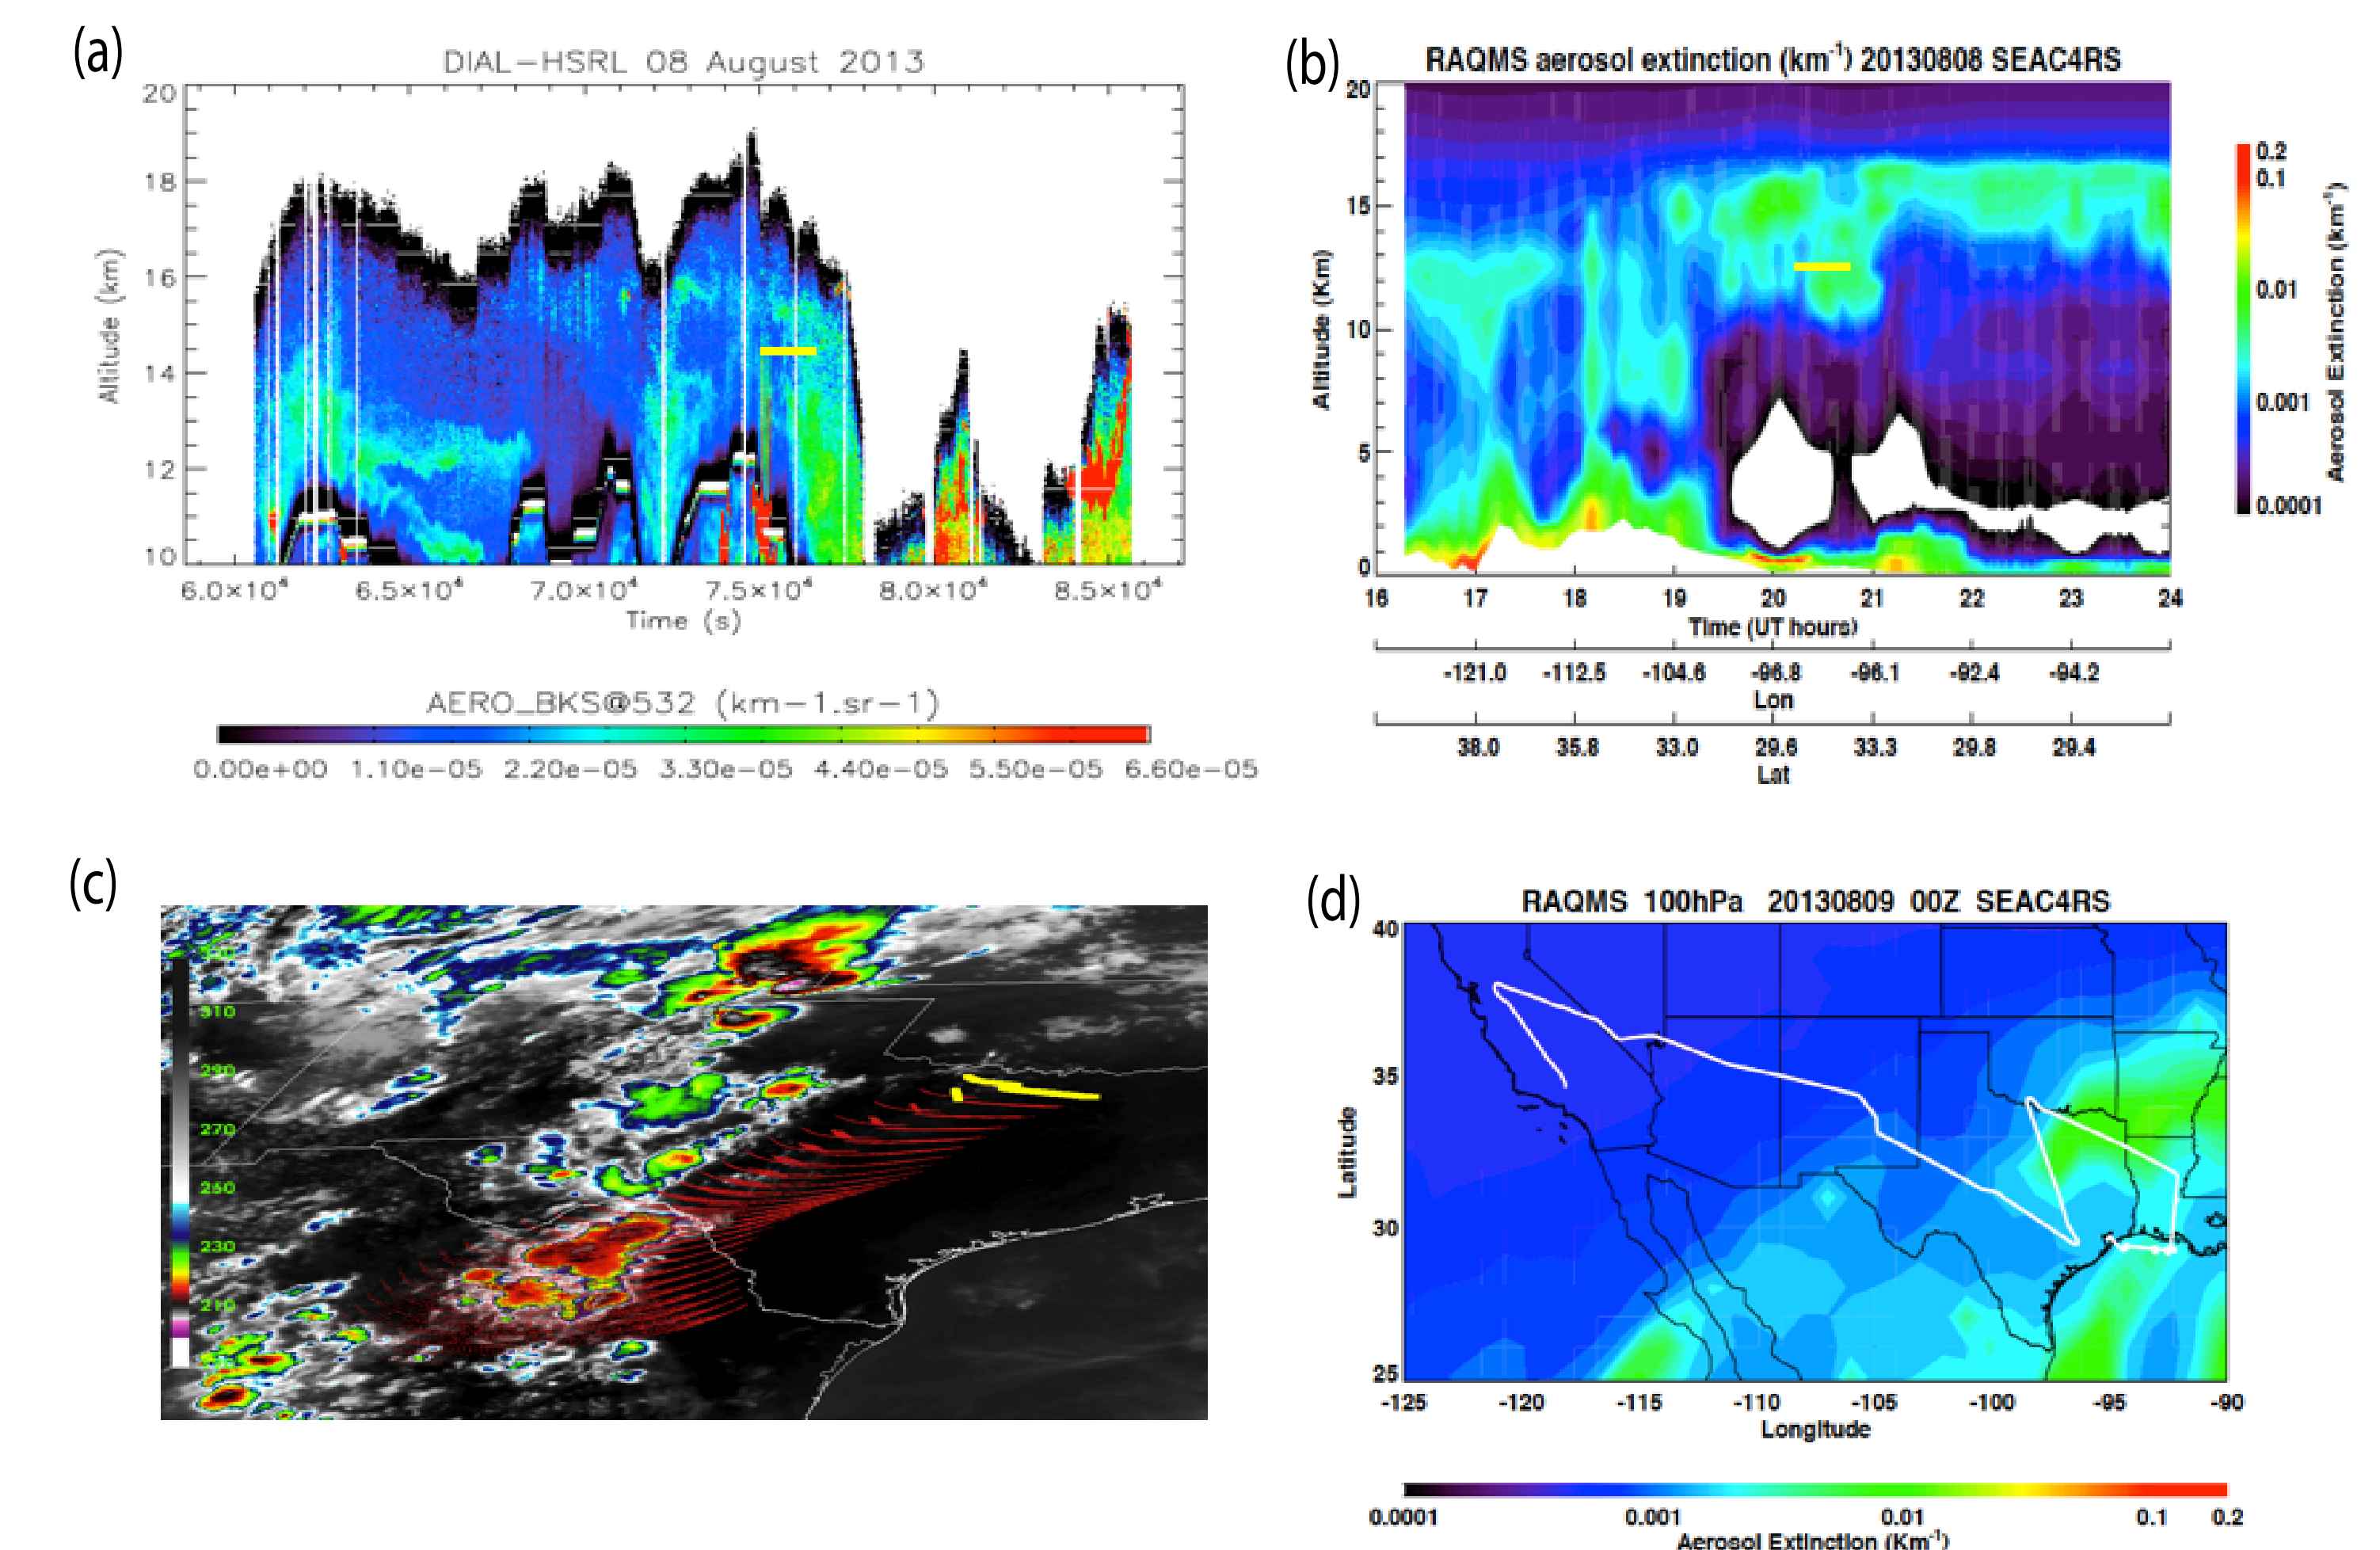 (a)
DIAL-HSRL 08 August 2013
20
18
16
14
12
10
Altitude (km)
6.0×10⁴ 6.5×10⁴ 7.0×10⁴ 7.5×10⁴ 8.0×10⁴ 8.5×10⁴
Time (s)
AERO_BKS@532 (km-1.sr-1)
0.00e+00 1.10e-05 2.20e-05 3.30e-05 4.40e-05 5.50e-05 6.60e-05
(b)
RAQMS aerosol extinction (km⁻¹) 20130808 SEAC4RS
20
15
10
5
0
Altitude (Km)
16 17 18 19 20 21 22 23 24
Time (UT hours)
-121.0 -112.5 -104.6 -96.8 -96.1 -92.4 -94.2
Lon
38.0 35.8 33.0 29.6 33.3 29.8 29.4
Lat
0.2
0.1
0.01
0.001
0.0001
Aerosol Extinction (km⁻¹)
(c)
310
290
270
250
230
210
(d)
RAQMS 100hPa 20130809 00Z SEAC4RS
40
35
30
25
Latitude
-125 -120 -115 -110 -105 -100 -95 -90
Longitude
0.0001 0.001 0.01 0.1 0.2
Aerosol Extinction (Km⁻¹)